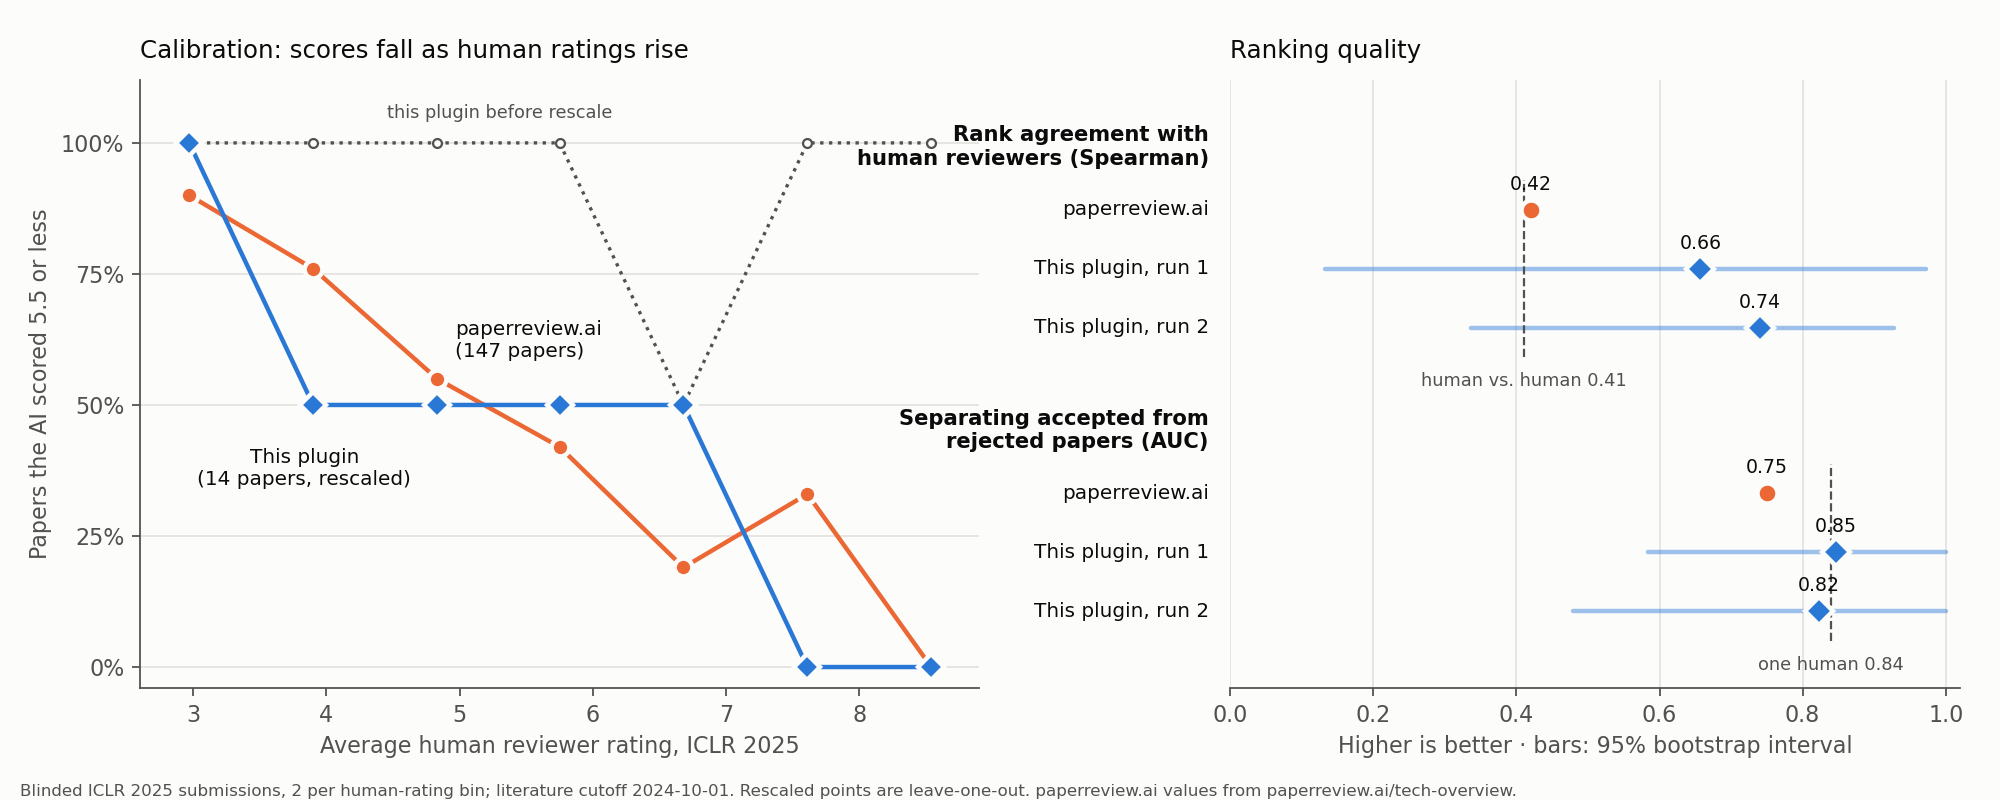 Calibration: scores fall as human ratings rise
this plugin before rescale
100%
75%
50%
25%
0%
Papers the AI scored 5.5 or less
paperreview.ai
(147 papers)
This plugin
(14 papers, rescaled)
3
4
5
6
7
8
Average human reviewer rating, ICLR 2025
Ranking quality
Rank agreement with
human reviewers (Spearman)
0.42
paperreview.ai
0.66
This plugin, run 1
0.74
This plugin, run 2
human vs. human 0.41
Separating accepted from
rejected papers (AUC)
0.75
paperreview.ai
0.85
This plugin, run 1
0.82
This plugin, run 2
one human 0.84
0.0
0.2
0.4
0.6
0.8
1.0
Higher is better · bars: 95% bootstrap interval
Blinded ICLR 2025 submissions, 2 per human-rating bin; literature cutoff 2024-10-01. Rescaled points are leave-one-out. paperreview.ai values from paperreview.ai/tech-overview.